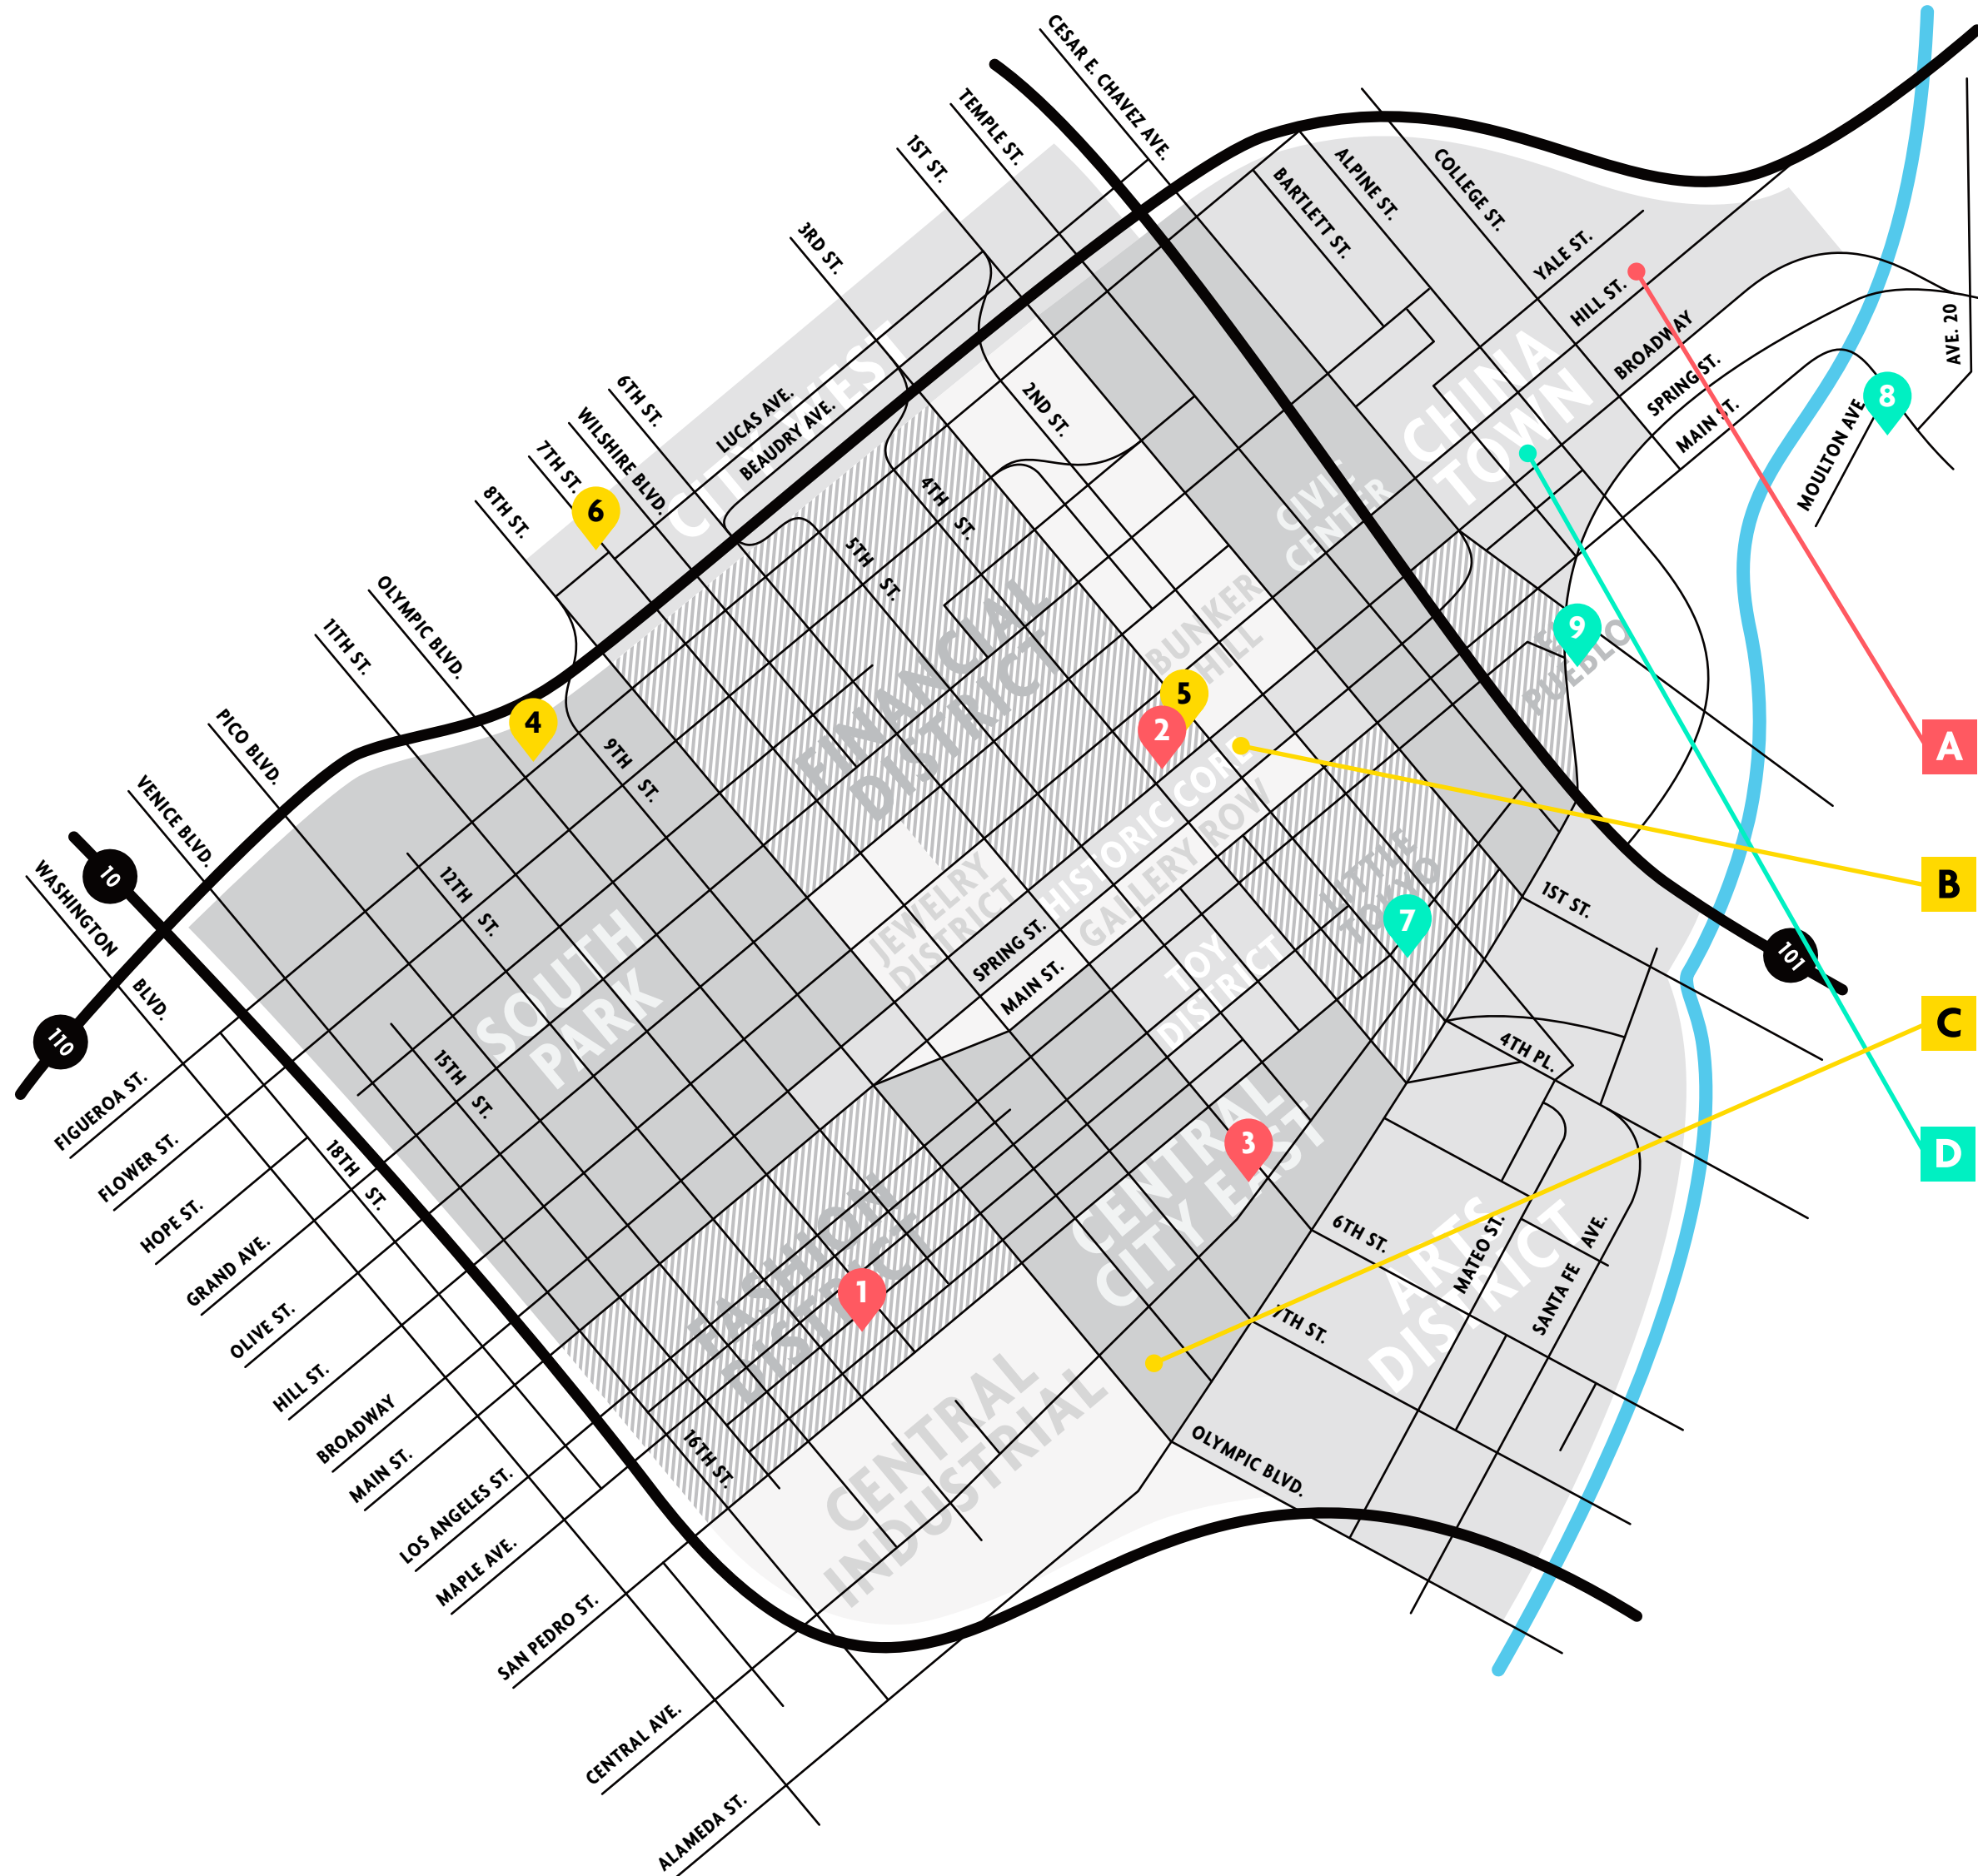 CESAR E. CHAVEZ AVE.
TEMPLE ST.
1ST ST.
3RD ST.
BARTLETT ST.
ALPINE ST.
COLLEGE ST.
YALE ST.
HILL ST.
BROADWAY
SPRING ST.
MAIN ST.
AVE. 20
MOULTON AVE
8
CHINA
TOWN
2ND ST.
LUCAS AVE.
BEAUDRY AVE.
CITY WEST
6TH ST.
WILSHIRE BLVD.
7TH ST.
8TH ST.
6
4TH ST.
5TH ST.
CIVIC
CENTER
OLYMPIC BLVD.
11TH ST.
FINANCIAL
DISTRICT
BUNKER
HILL
9
PUEBLO
5
2
4
A
PICO BLVD.
9TH ST.
HISTORIC CORE
GALLERY ROW
VENICE BLVD.
10
WASHINGTON BLVD.
12TH ST.
JEWELRY
DISTRICT
LITTLE
TOKYO
7
B
1ST ST.
101
SPRING ST.
MAIN ST.
TOY
DISTRICT
SOUTH
PARK
110
C
4TH PL.
15TH ST.
FIGUEROA ST.
FLOWER ST.
18TH ST.
HOPE ST.
GRAND AVE.
OLIVE ST.
HILL ST.
BROADWAY
MAIN ST.
LOS ANGELES ST.
MAPLE AVE.
SAN PEDRO ST.
CENTRAL AVE.
ALAMEDA ST.
CENTRAL
CITY EAST
3
D
6TH ST.
MATEO ST.
SANTA FE AVE.
ARTS
DISTRICT
7TH ST.
FASHION
DISTRICT
1
16TH ST.
CENTRAL
INDUSTRIAL
OLYMPIC BLVD.